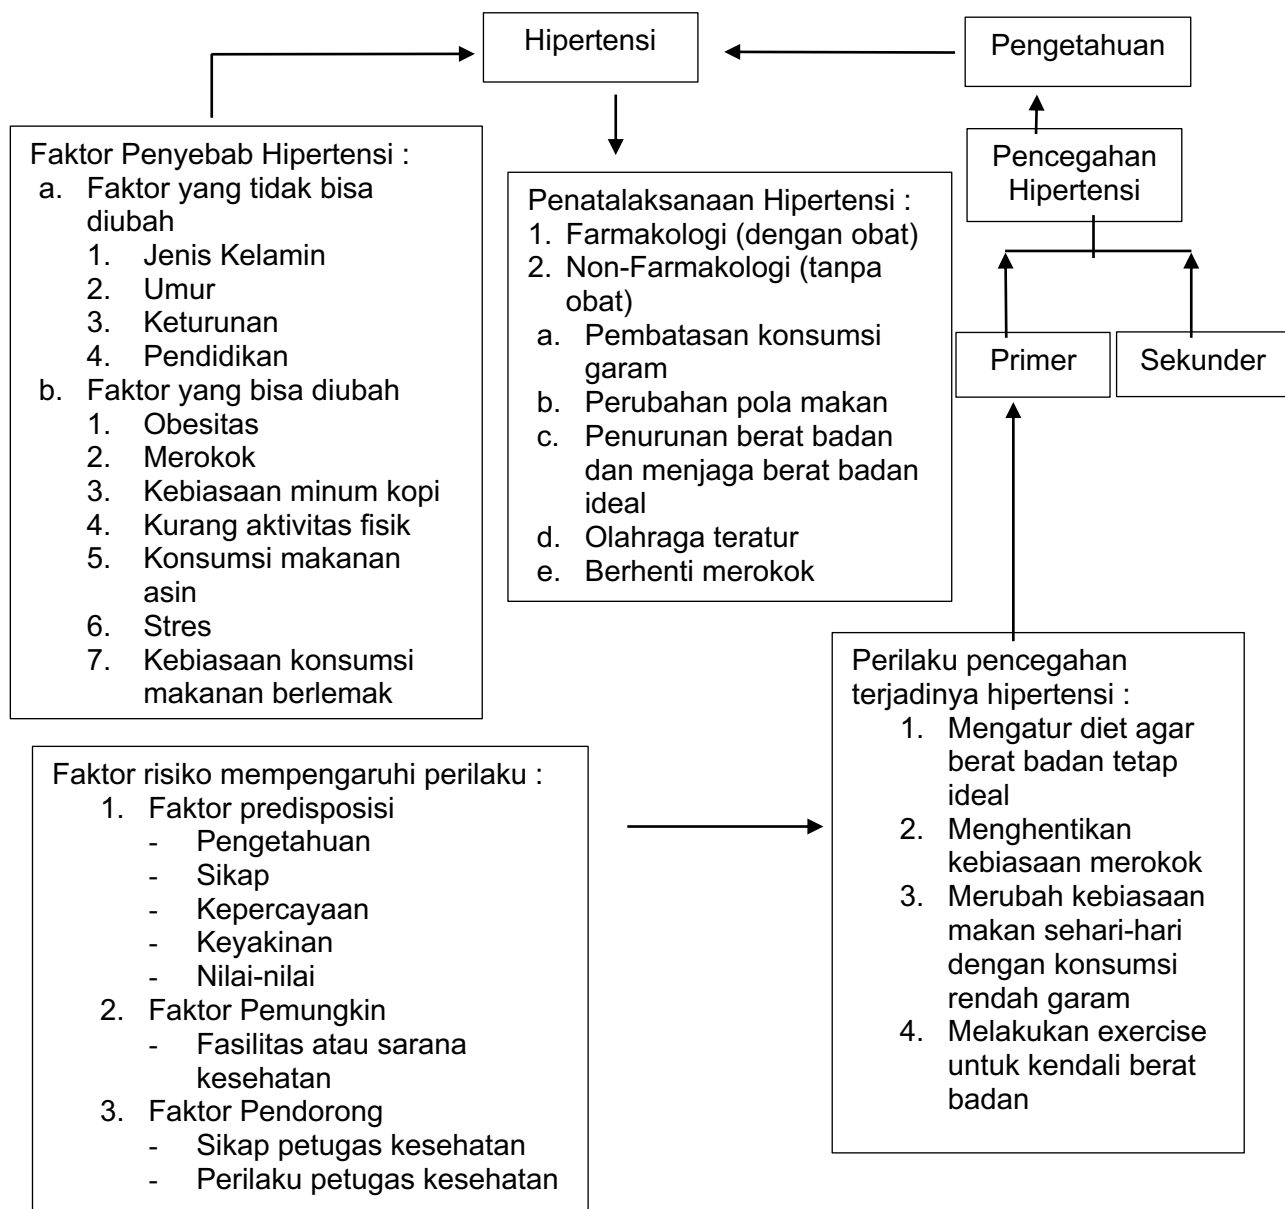 Hipertensi
Pengetahuan
Faktor Penyebab Hipertensi :
a. Faktor yang tidak bisa
diubah
1. Jenis Kelamin
2. Umur
3. Keturunan
4. Pendidikan
b. Faktor yang bisa diubah
1. Obesitas
2. Merokok
3. Kebiasaan minum kopi
4. Kurang aktivitas fisik
5. Konsumsi makanan
asin
6. Stres
7. Kebiasaan konsumsi
makanan berlemak
Penatalaksanaan Hipertensi :
1. Farmakologi (dengan obat)
2. Non-Farmakologi (tanpa
obat)
a. Pembatasan konsumsi
garam
b. Perubahan pola makan
c. Penurunan berat badan
dan menjaga berat badan
ideal
d. Olahraga teratur
e. Berhenti merokok
Pencegahan
Hipertensi
Primer
Sekunder
Faktor risiko mempengaruhi perilaku :
1. Faktor predisposisi
- Pengetahuan
- Sikap
- Kepercayaan
- Keyakinan
- Nilai-nilai
2. Faktor Pemungkin
- Fasilitas atau sarana
kesehatan
3. Faktor Pendorong
- Sikap petugas kesehatan
- Perilaku petugas kesehatan
Perilaku pencegahan
terjadinya hipertensi :
1. Mengatur diet agar
berat badan tetap
ideal
2. Menghentikan
kebiasaan merokok
3. Merubah kebiasaan
makan sehari-hari
dengan konsumsi
rendah garam
4. Melakukan exercise
untuk kendali berat
badan